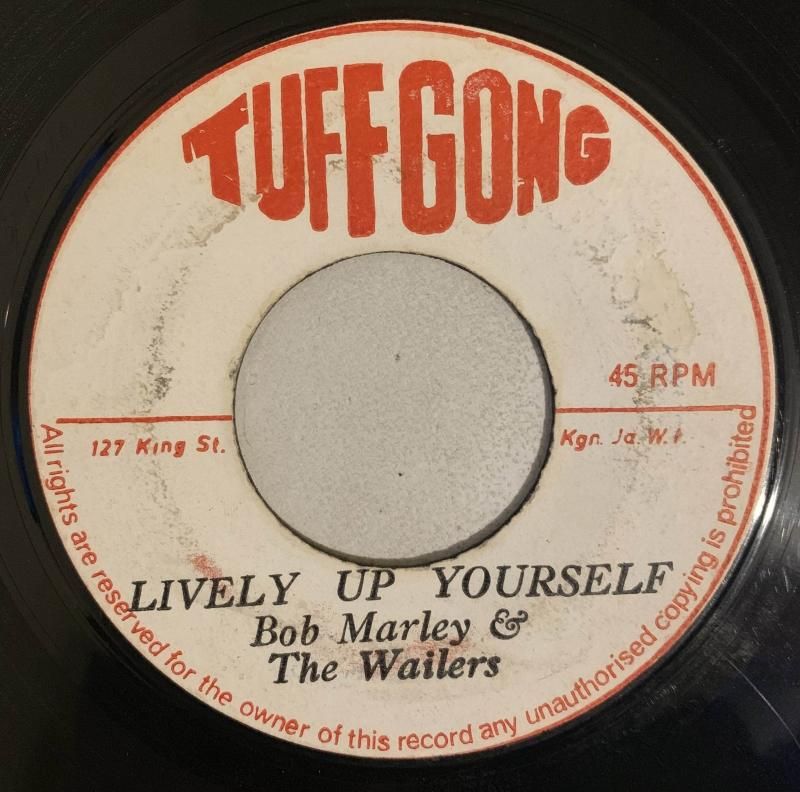 TUFF GONG
45 RPM
127 King St.
Kgn. Ja. W.I.
LIVELY UP YOURSELF
Bob Marley &
The Wailers
All rights are reserved for the owner of this record any unauthorised copying is prohibited